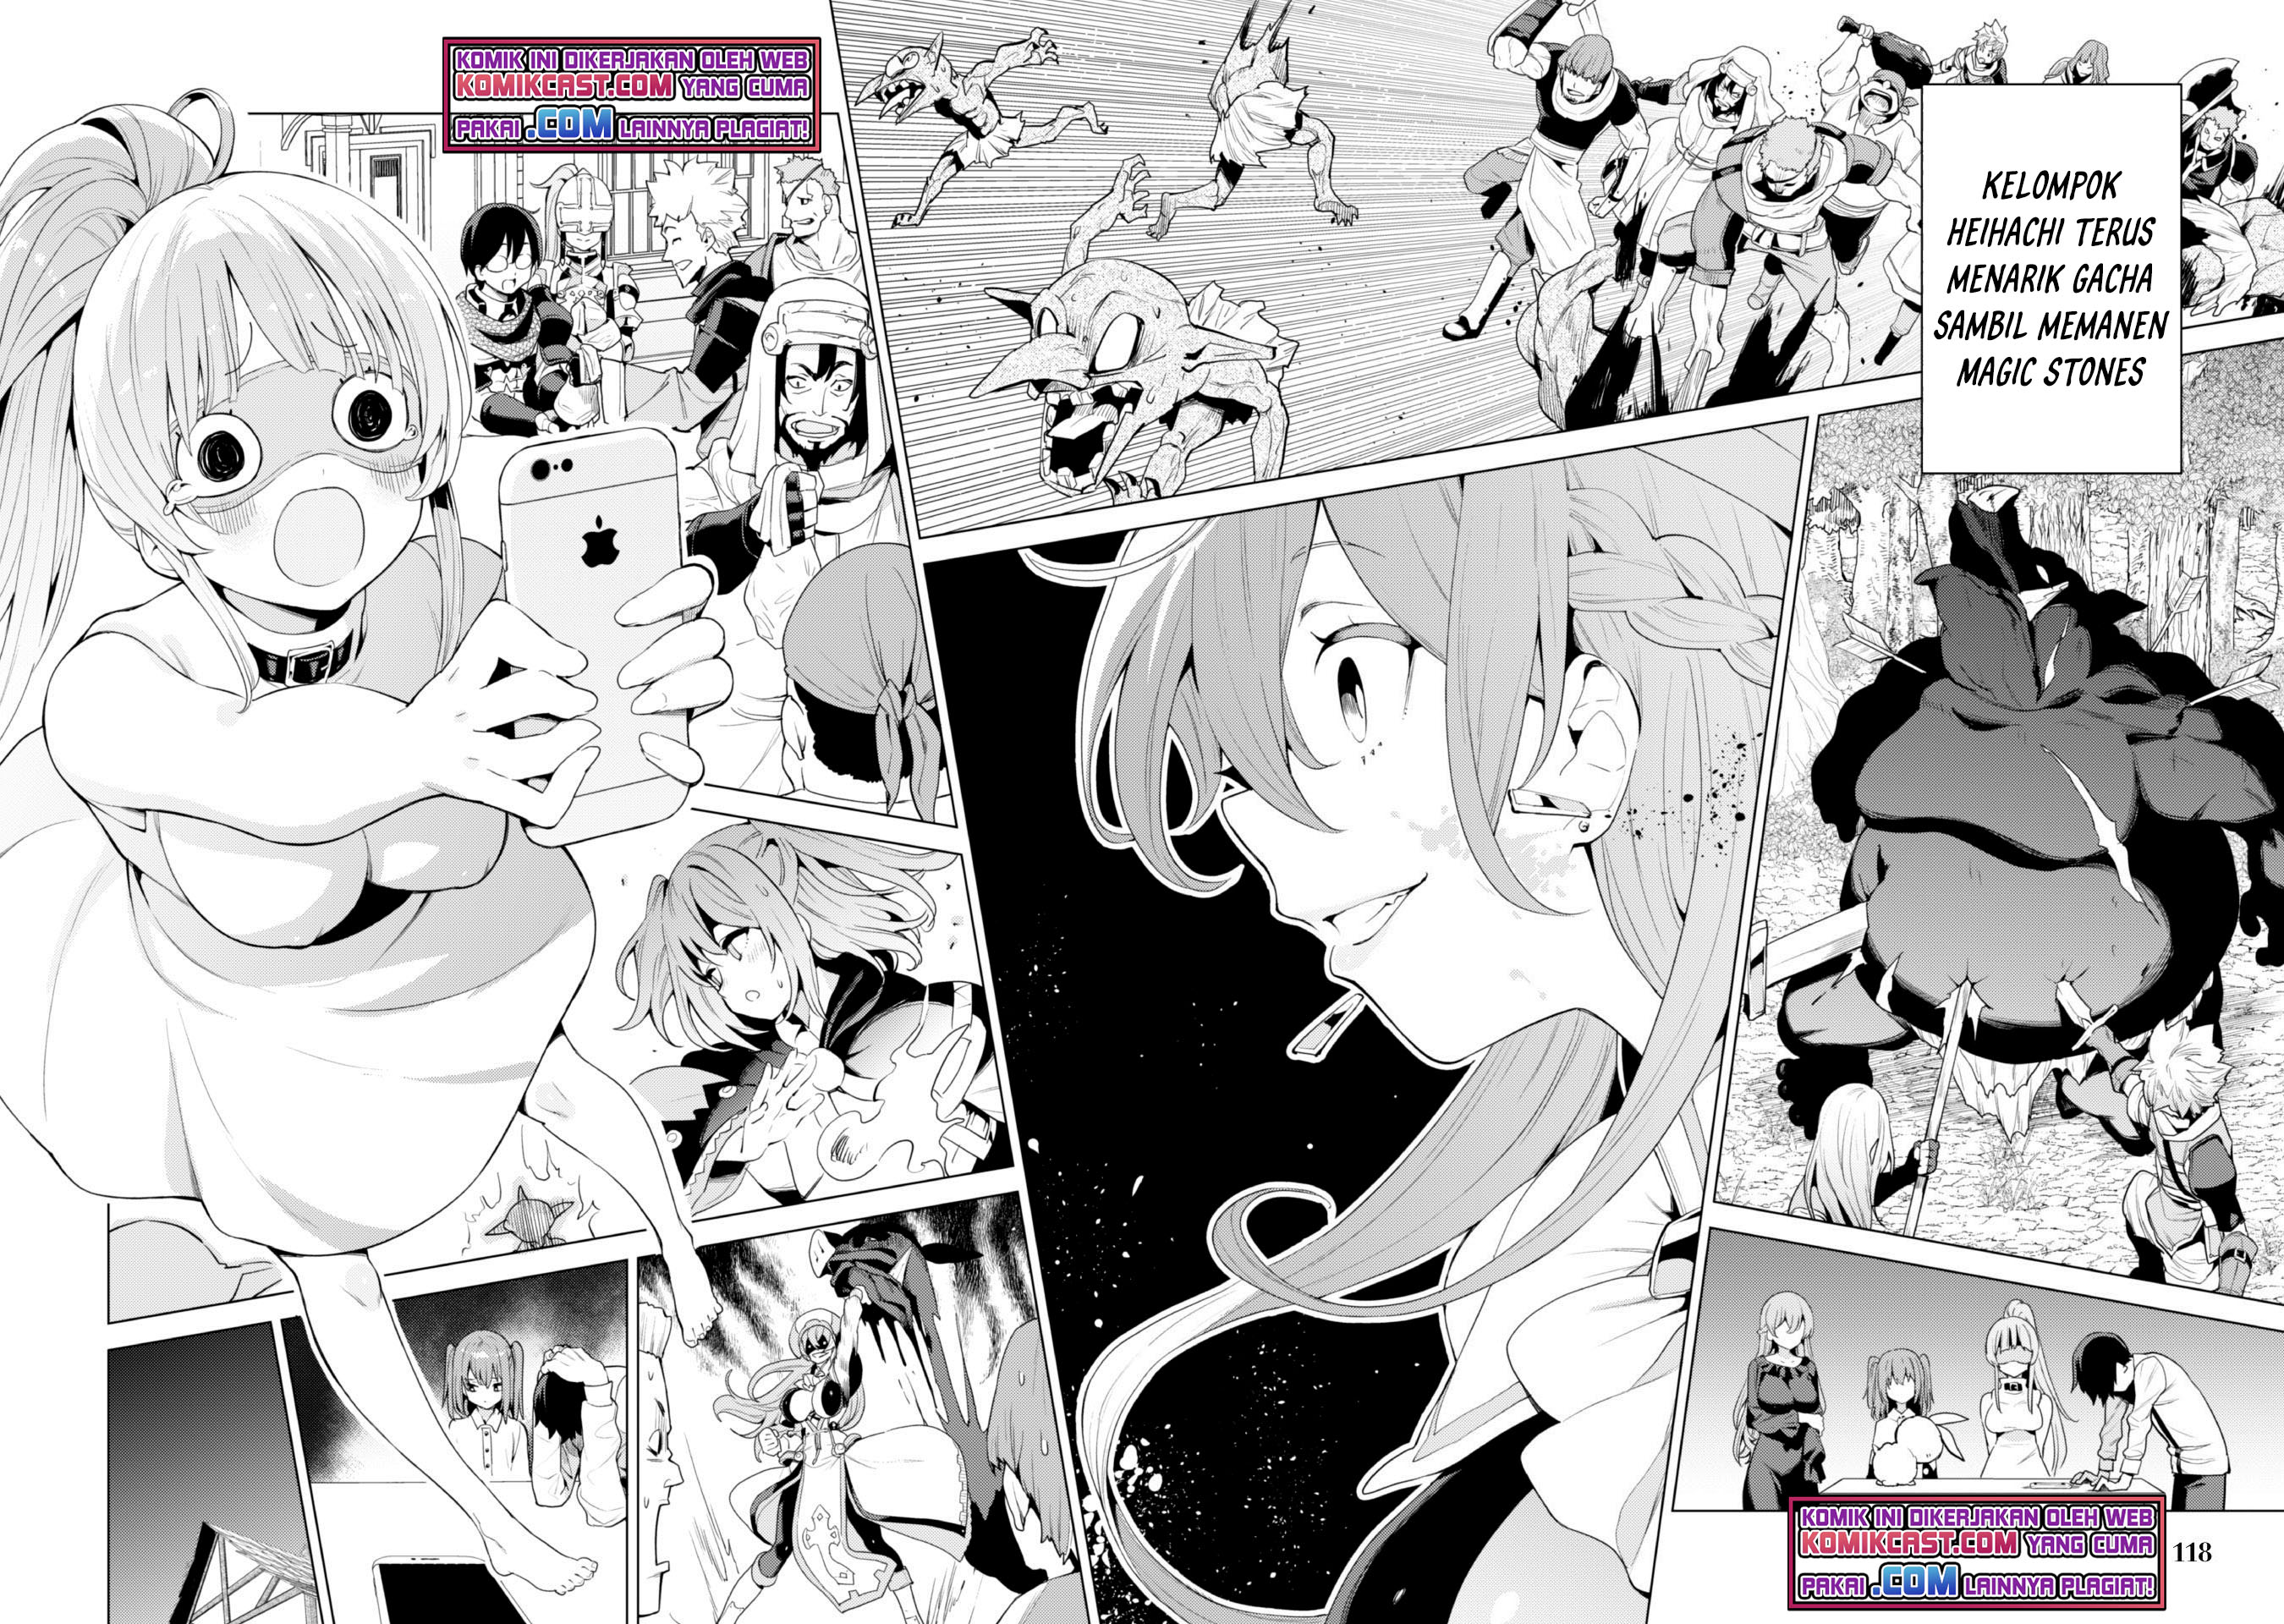 KOMIK INI DIKERJAKAN OLEH WEB
KOMIKCAST.COM YANG CUMA
PAKAI .COM LAINNYA PLAGIAT!
KELOMPOK
HEIHACHI TERUS
MENARIK GACHA
SAMBIL MEMANEN
MAGIC STONES
KOMIK INI DIKERJAKAN OLEH WEB
KOMIKCAST.COM YANG CUMA
PAKAI .COM LAINNYA PLAGIAT!
118